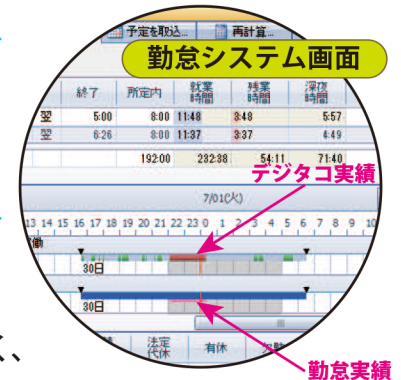 予定を取込... 再計算...
勤怠システム画面
終了 所定内 就業時間 残業時間 深夜時間
翌 5:00 8:00 11:48 3:48 5:57
翌 6:26 8:00 11:37 3:37 4:49
192:00 232:38 54:11 71:40
デジタコ実績
7/01(火)
13 14 15 16 17 18 19 20 21 22 23 0 1 2 3 4 5 6 7 8 9 10
働
30日
30日
法定代休 有休
、
勤怠実績